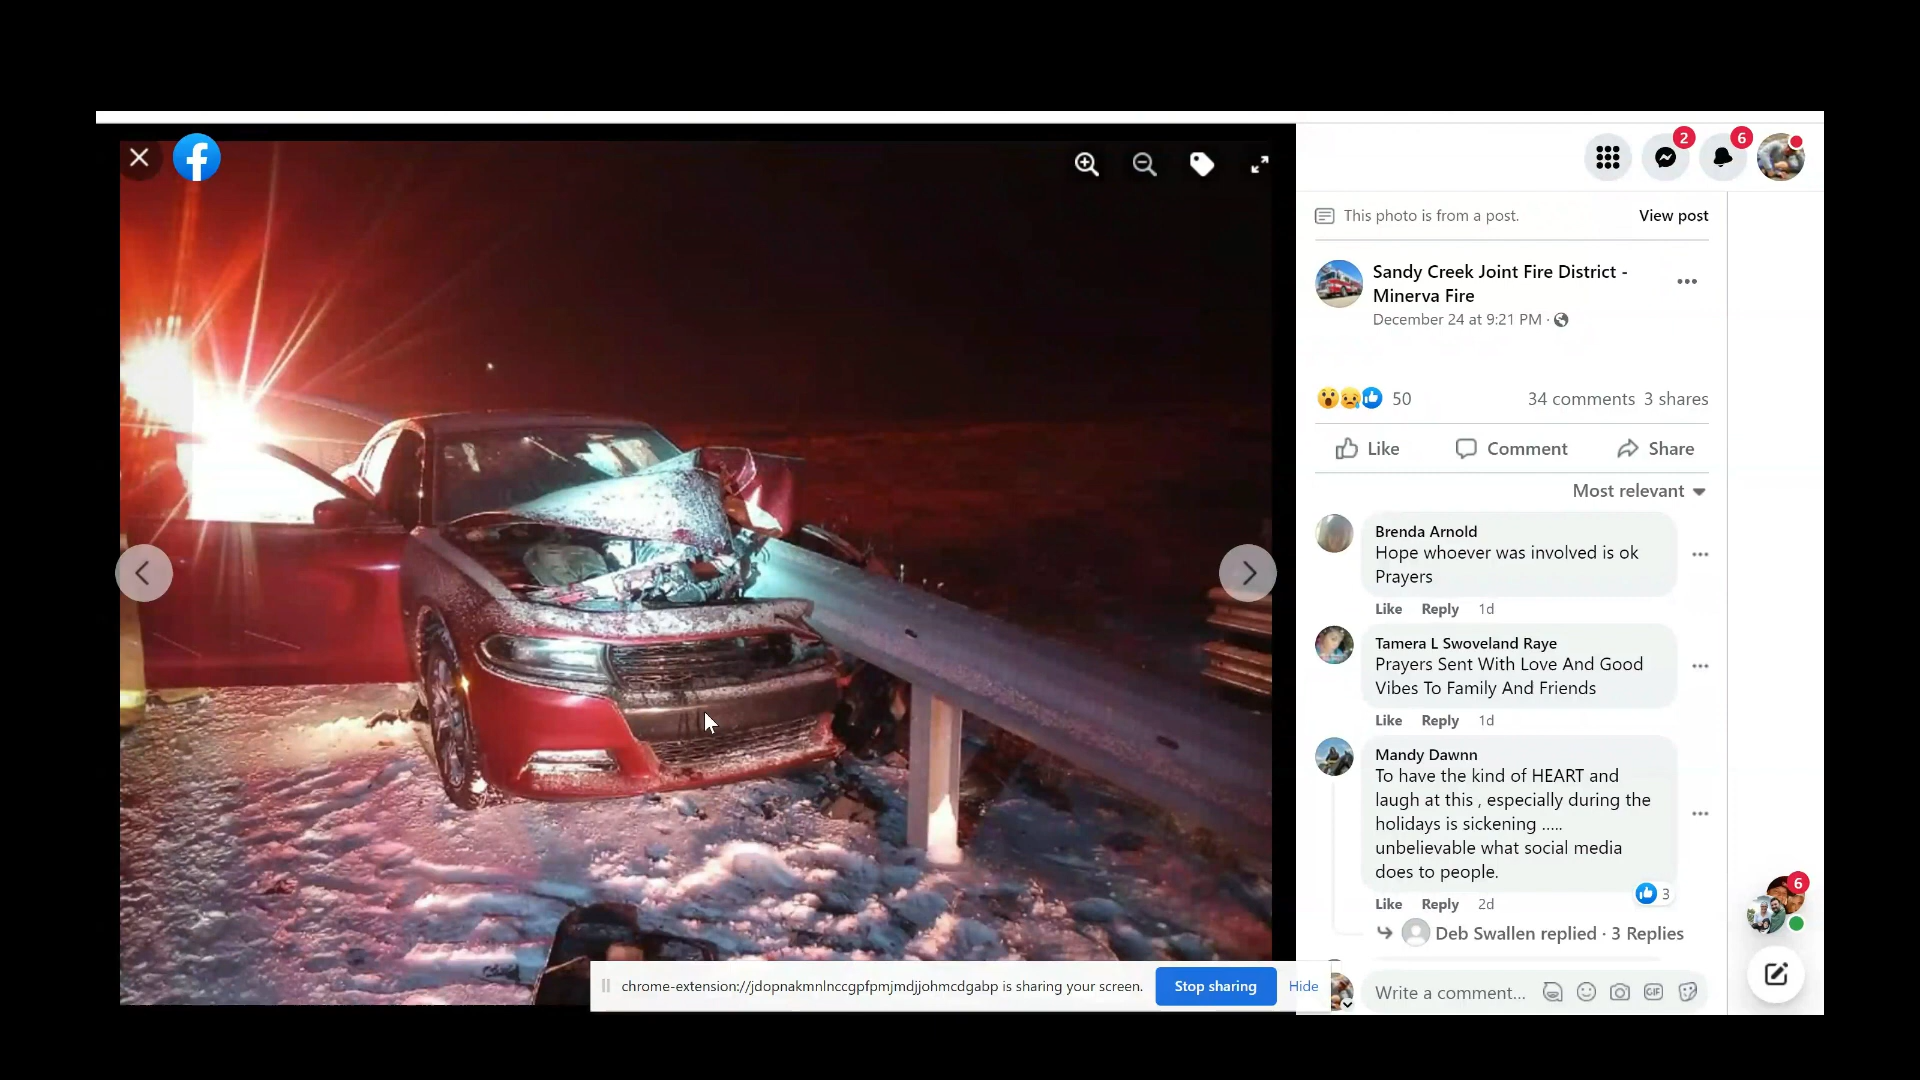 2
6
This photo is from a post.
View post
Sandy Creek Joint Fire District -
Minerva Fire
December 24 at 9:21 PM ·
50
34 comments 3 shares
Like
Comment
Share
Most relevant
Brenda Arnold
Hope whoever was involved is ok
Prayers
Like Reply 1d
Tamera L Swoveland Raye
Prayers Sent With Love And Good
Vibes To Family And Friends
Like Reply 1d
Mandy Dawnn
To have the kind of HEART and
laugh at this , especially during the
holidays is sickening .....
unbelievable what social media
does to people.
3
Like Reply 2d
Deb Swallen replied · 3 Replies
6
Write a comment...
GIF
chrome-extension://jdopnakmnlnccgpfpmjmdjjohmcdgabp is sharing your screen.
Stop sharing
Hide